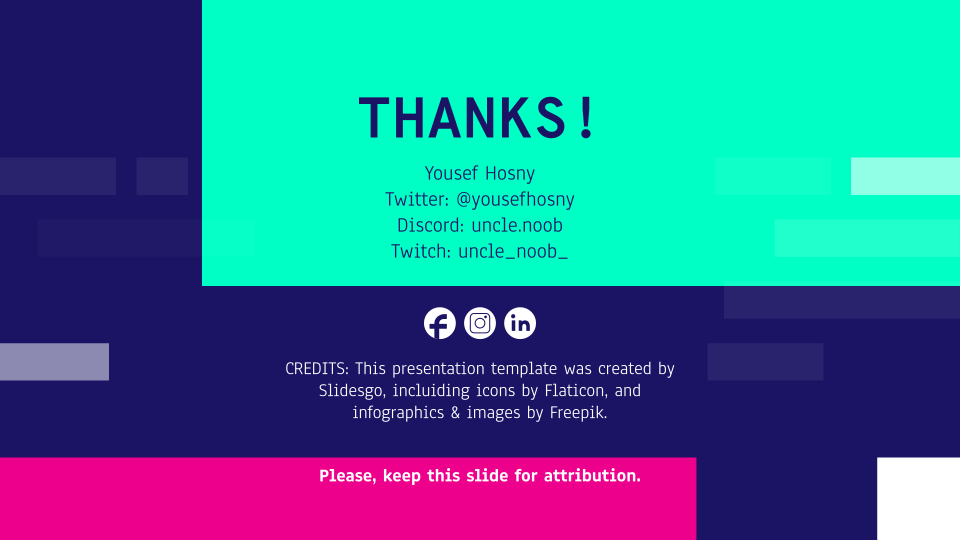 THANKS!
Yousef Hosny
Twitter: @yousefhosny
Discord: uncle.noob
Twitch: uncle_noob_
CREDITS: This presentation template was created by
Slidesgo, incluiding icons by Flaticon, and
infographics & images by Freepik.
Please, keep this slide for attribution.